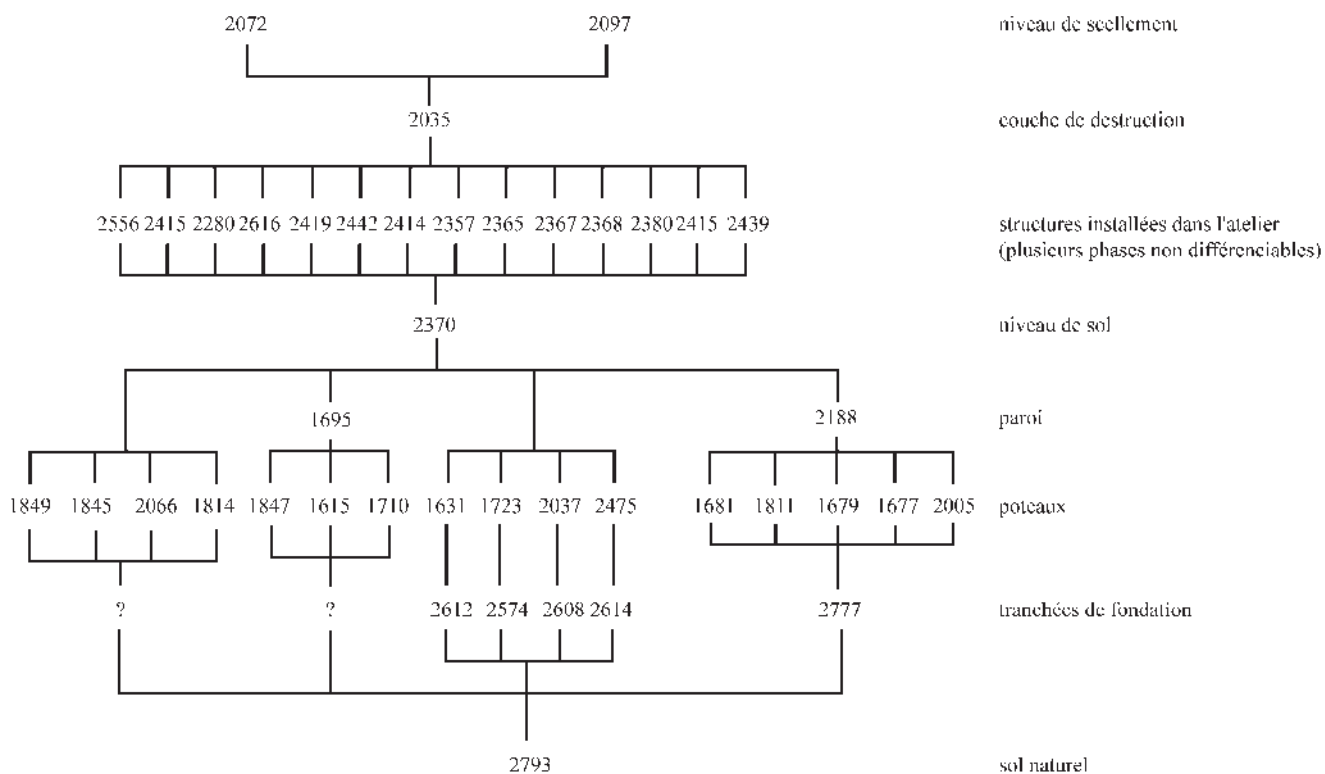 2072 2097 niveau de scellement
2035 couche de destruction
2556 2415 2280 2616 2419 2442 2414 2357 2365 2367 2368 2380 2415 2439 structures installées dans l'atelier
(plusieurs phases non différenciables)
2370 niveau de sol
1695 2188 paroi
1849 1845 2066 1814 1847 1615 1710 1631 1723 2037 2475 1681 1811 1679 1677 2005 poteaux
? ? 2612 2574 2608 2614 2777 tranchées de fondation
2793 sol naturel